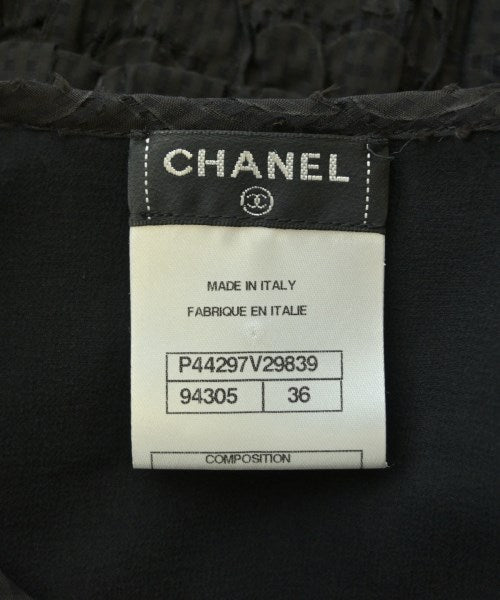 CHANEL
MADE IN ITALY
FABRIQUE EN ITALIE
P44297V29839
94305 36
COMPOSITION